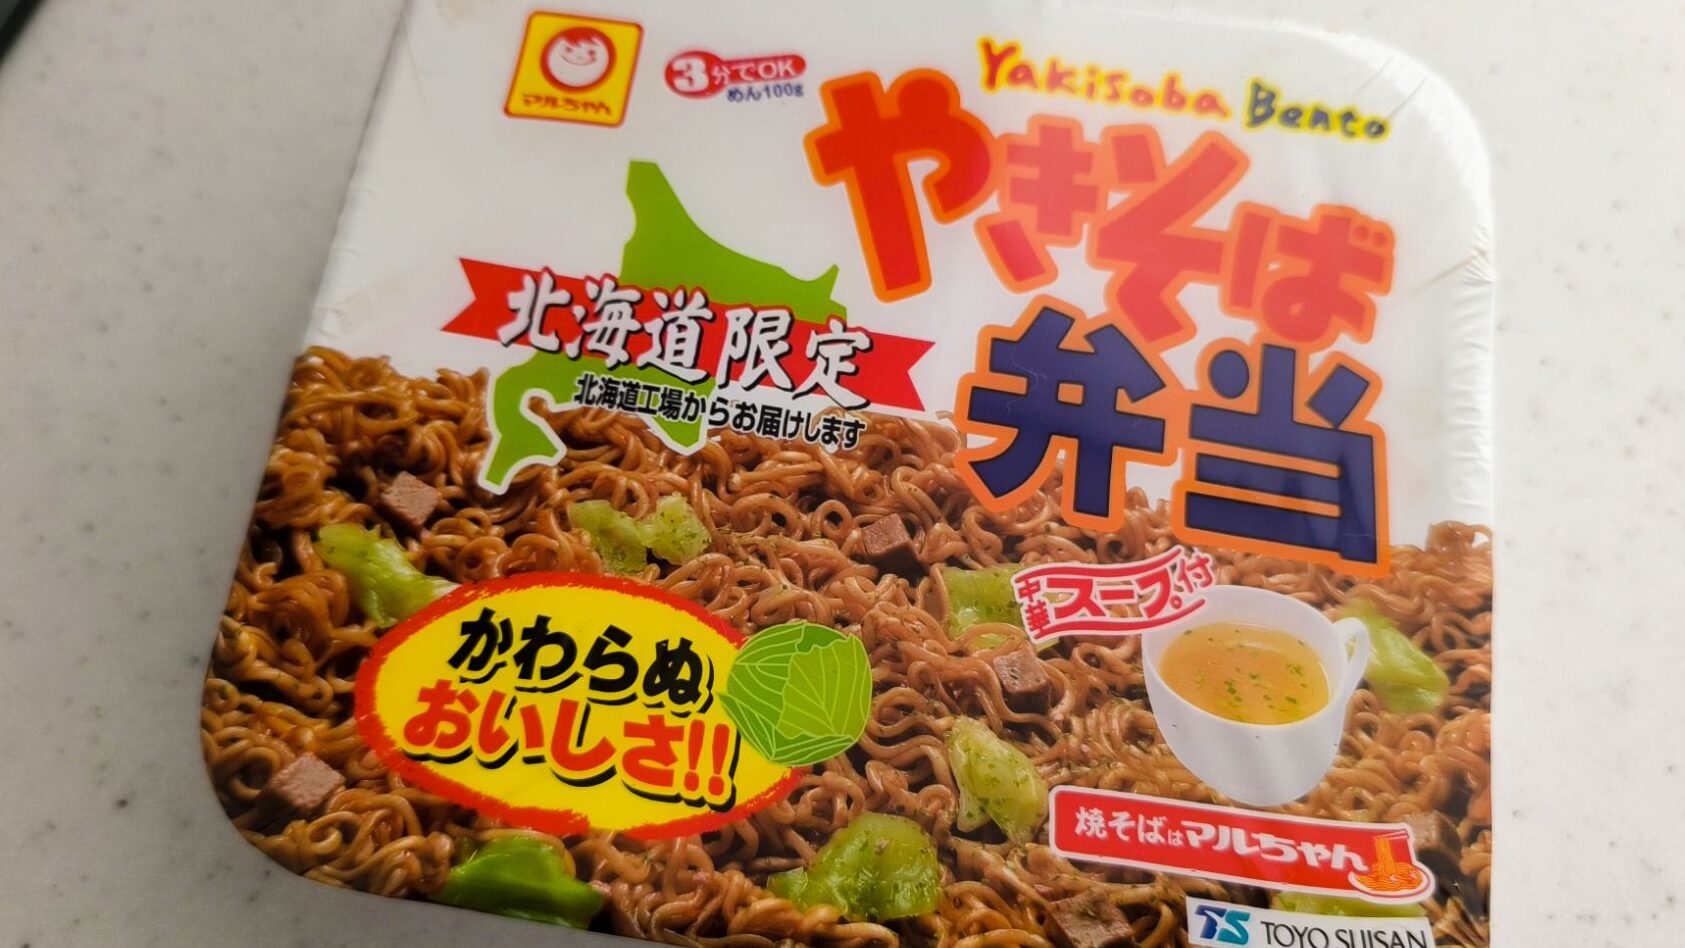 マルちゃん
3分でOK
めん100g
Yakisoba Bento
やきそば
弁当
北海道限定
北海道工場からお届けします
中華スープ付
かわらぬ
おいしさ!!
焼そばはマルちゃん
TS TOYO SUISAN